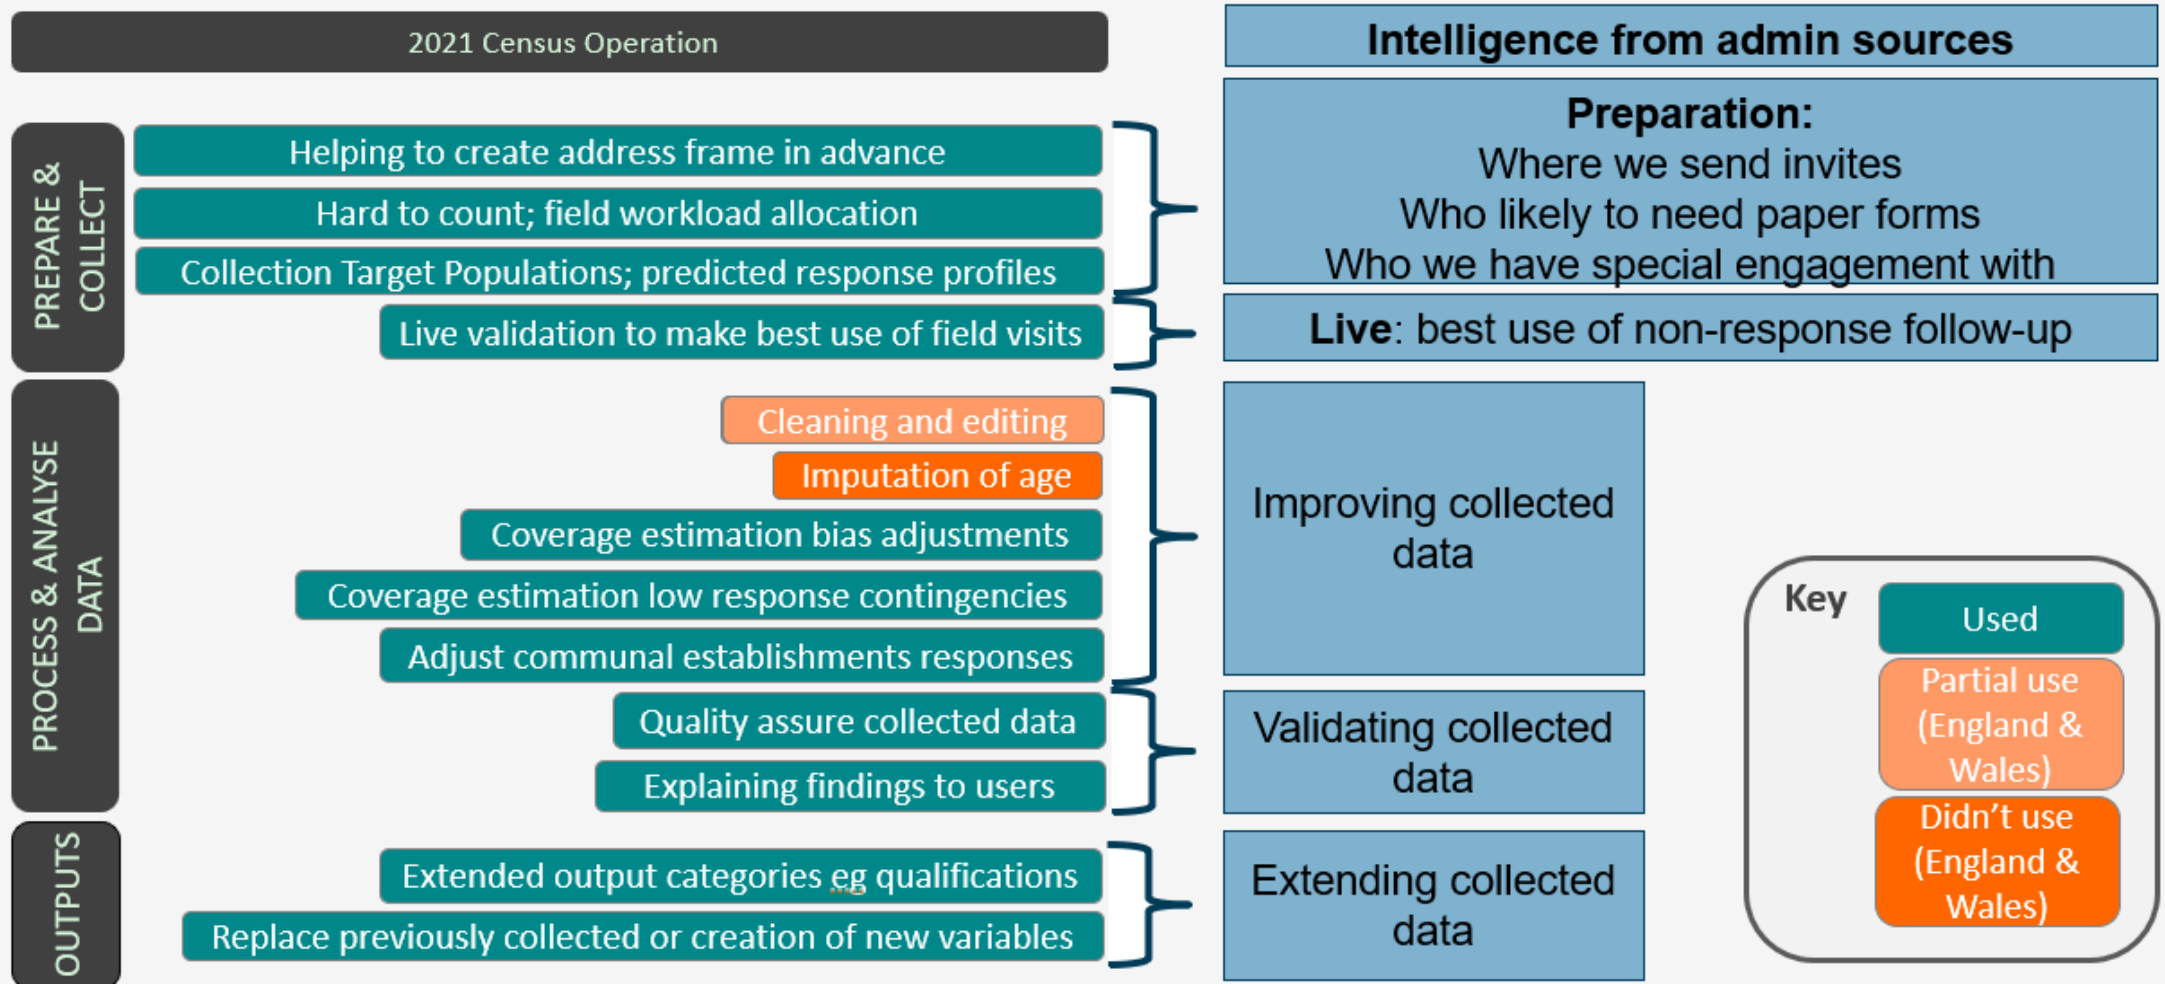 2021 Census Operation
Intelligence from admin sources
PREPARE &
COLLECT
Helping to create address frame in advance
Hard to count; field workload allocation
Collection Target Populations; predicted response profiles
Live validation to make best use of field visits
Preparation:
Where we send invites
Who likely to need paper forms
Who we have special engagement with
Live: best use of non-response follow-up
PROCESS & ANALYSE
DATA
Cleaning and editing
Imputation of age
Coverage estimation bias adjustments
Coverage estimation low response contingencies
Adjust communal establishments responses
Quality assure collected data
Explaining findings to users
Improving collected
data
Validating collected
data
OUTPUTS
Extended output categories eg qualifications
Replace previously collected or creation of new variables
Extending collected
data
Key
Used
Partial use
(England &
Wales)
Didn’t use
(England &
Wales)